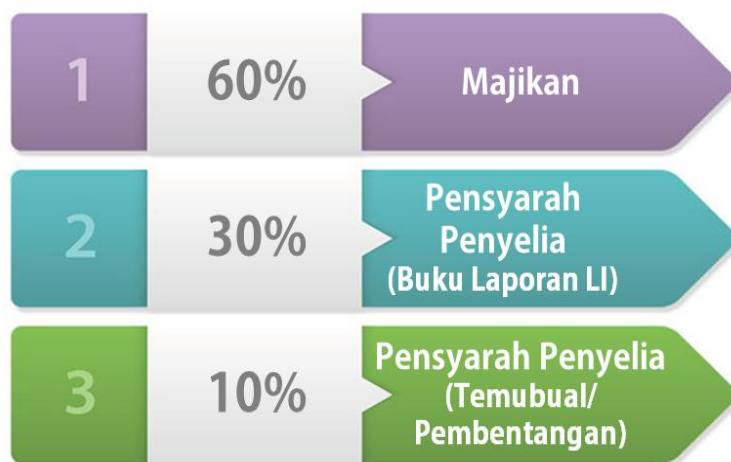 1
60%
Majikan
2
30%
Pensyarah
Penyelia
(Buku Laporan LI)
3
10%
Pensyarah Penyelia
(Temubual/
Pembentangan)